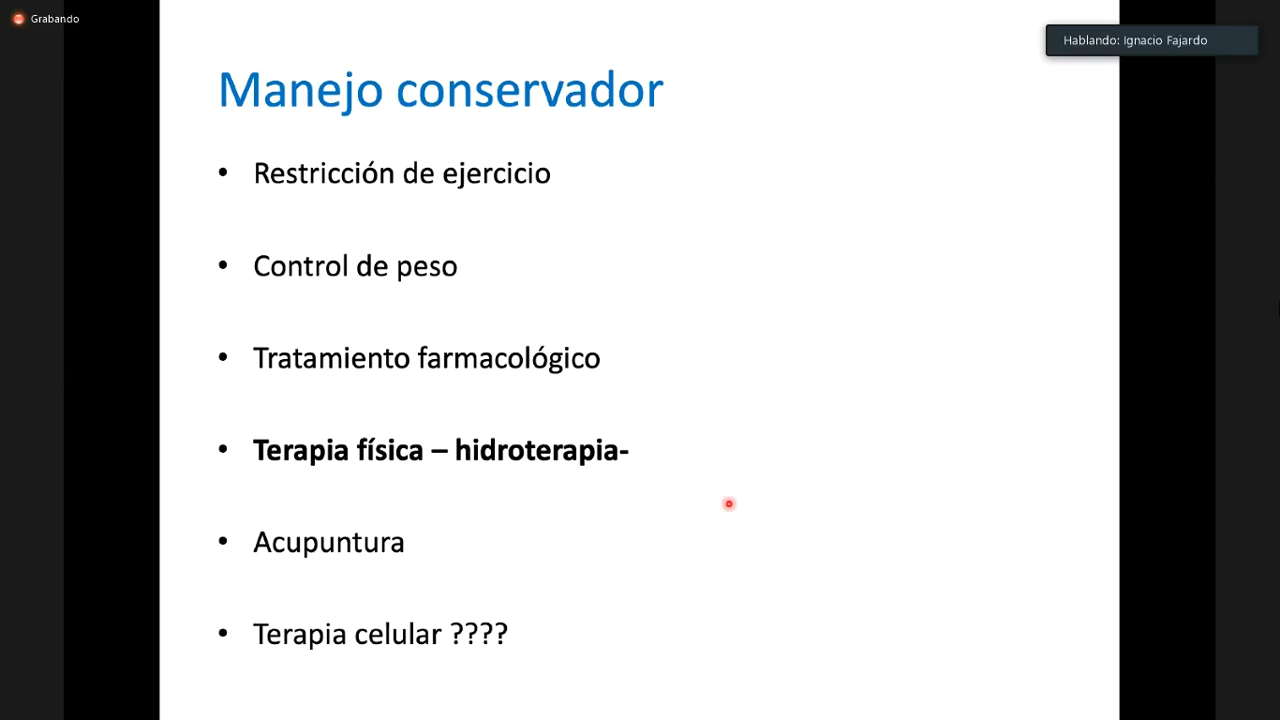 Grabando
Hablando: Ignacio Fajardo
Manejo conservador
• Restricción de ejercicio
• Control de peso
• Tratamiento farmacológico
• Terapia física – hidroterapia-
• Acupuntura
• Terapia celular ????